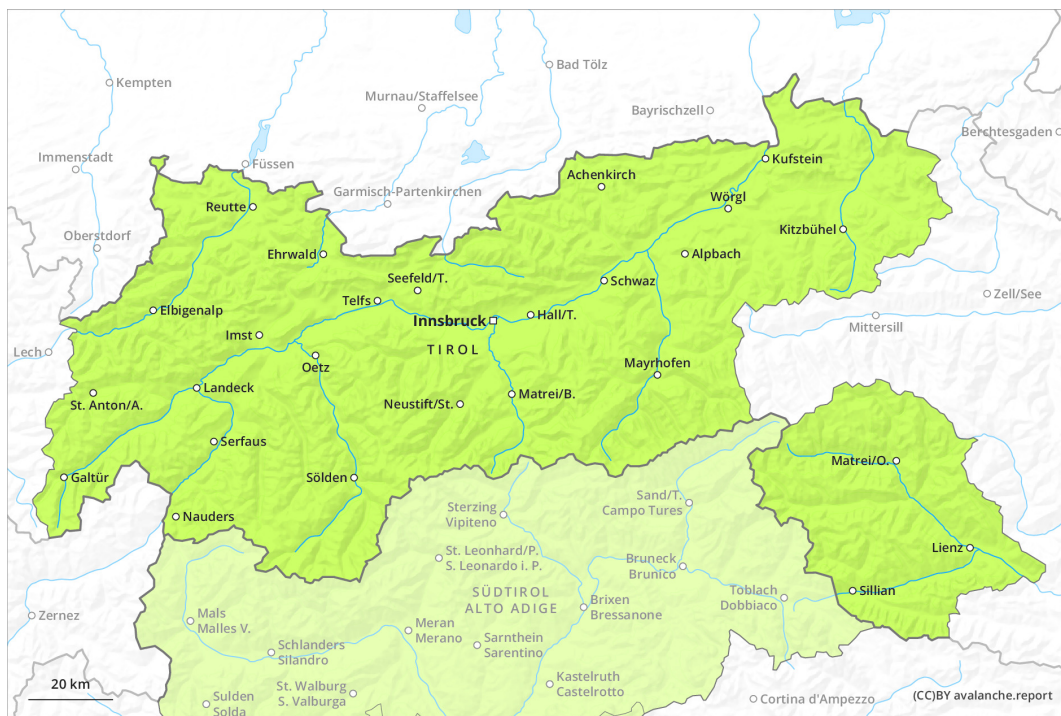 Kempten
Bad Tölz
Murnau/Staffelsee
Bayrischzell
Berchtesgaden
Immenstadt
Füssen
Kufstein
Achenkirch
Garmisch-Partenkirchen
Wörgl
Reutte
Oberstdorf
Kitzbühel
Ehrwald
Alpbach
Seefeld/T.
Schwaz
Zell/See
Telfs
Elbigenalp
Innsbruck
Hall/T.
Mittersill
Imst
TIROL
Lech
Oetz
Mayrhofen
Landeck
St. Anton/A.
Neustift/St.
Matrei/B.
Serfaus
Matrei/O.
Galtür
Sölden
Sand/T.
Campo Tures
Sterzing
Vipiteno
Nauders
Lienz
St. Leonhard/P.
S. Leonardo i. P.
Bruneck
Brunico
SÜDTIROL
ALTO ADIGE
Toblach
Dobbiaco
Sillian
Brixen
Bressanone
Zernez
Mals
Malles V.
Meran
Merano
Sarnthein
Sarentino
Schlanders
Silandro
Kastelruth
Castelrotto
20 km
St. Walburg
S. Valburga
Sulden
Solda
Cortina d'Ampezzo
(CC)BY avalanche.report